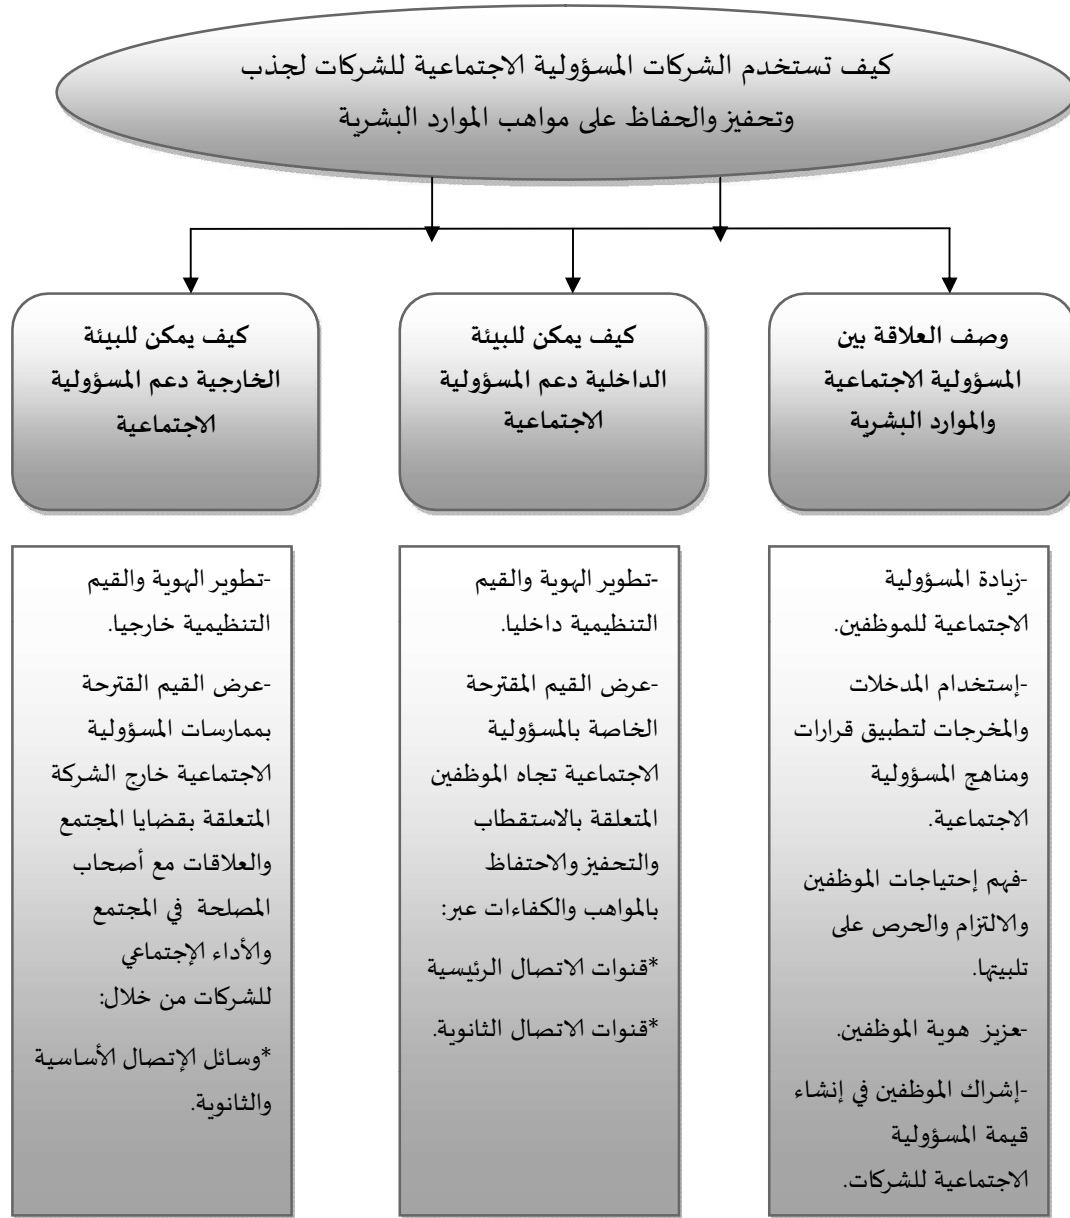 كيف تستخدم الشركات المسؤولية الاجتماعية للشركات لجذب
وتحفيز والحفاظ على مواهب الموارد البشرية
وصف العلاقة بين
المسؤولية الاجتماعية
والموارد البشرية
كيف يمكن للبيئة
الداخلية دعم المسؤولية
الاجتماعية
كيف يمكن للبيئة
الخارجية دعم المسؤولية
الاجتماعية
-زيادة المسؤولية
الاجتماعية للموظفين.
-إستخدام المدخلات
والمخرجات لتطبيق قرارات
ومناهج المسؤولية
الاجتماعية.
-فهم إحتياجات الموظفين
والالتزام والحرص على
تلبيتها.
-عزيز هوية الموظفين.
-إشراك الموظفين في إنشاء
قيمة المسؤولية
الاجتماعية للشركات.
-تطوير الهوية والقيم
التنظيمية داخليا.
-عرض القيم المقترحة
الخاصة بالمسؤولية
الاجتماعية تجاه الموظفين
المتعلقة بالاستقطاب
والتحفيز والاحتفاظ
بالمواهب والكفاءات عبر:
*قنوات الاتصال الرئيسية
*قنوات الاتصال الثانوية.
-تطوير الهوية والقيم
التنظيمية خارجيا.
-عرض القيم القترحة
بممارسات المسؤولية
الاجتماعية خارج الشركة
المتعلقة بقضايا المجتمع
والعلاقات مع أصحاب
المصلحة في المجتمع
والأداء الإجتماعي
للشركات من خلال:
*وسائل الإتصال الأساسية
والثانوية.